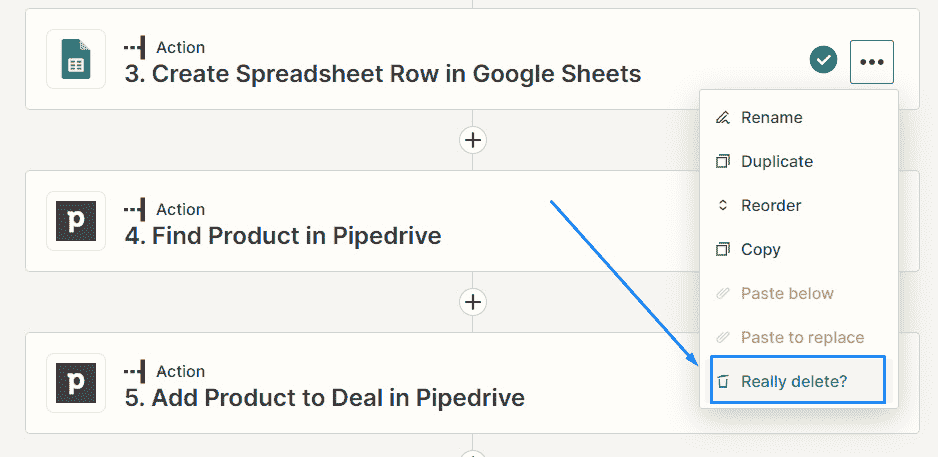 Action
3. Create Spreadsheet Row in Google Sheets
Rename
Duplicate
Reorder
Copy
Paste below
Paste to replace
Really delete?
p
Action
4. Find Product in Pipedrive
p
Action
5. Add Product to Deal in Pipedrive